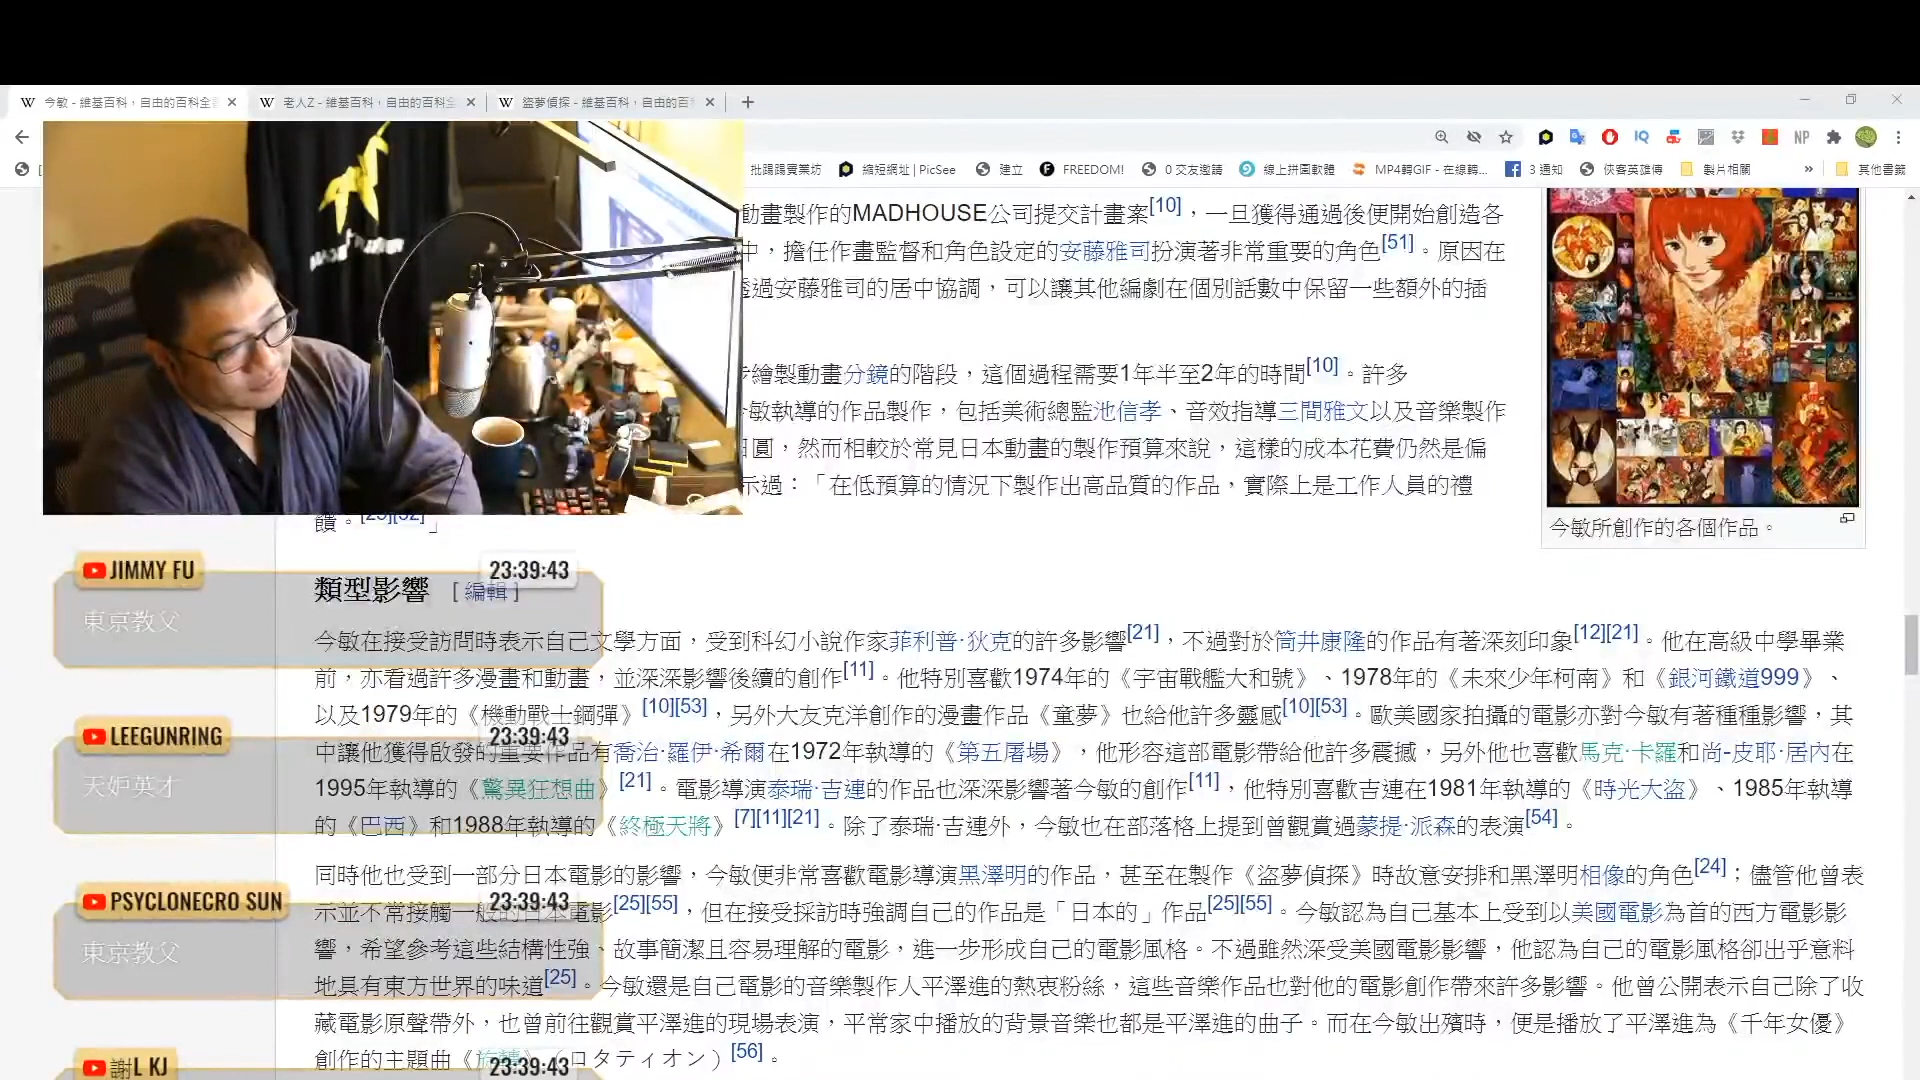 今敏 - 維基百科，自由的百科全
老人Z - 維基百科，自由的百科全
盜夢偵探 - 維基百科，自由的百
NP
批踢踢實業坊
縮短網址 | PicSee
建立
FREEDOM!
0 交友邀請
線上拼圖軟體
MP4轉GIF - 在線轉...
3 通知
俠客英雄傳
製片相關
其他書籤
動畫製作的MADHOUSE公司提交計畫案[10]，一旦獲得通過後便開始創造各
中，擔任作畫監督和角色設定的安藤雅司扮演著非常重要的角色[51]。原因在
透過安藤雅司的居中協調，可以讓其他編劇在個別話數中保留一些額外的插
繪製動畫分鏡的階段，這個過程需要1年半至2年的時間[10]。許多
敏執導的作品製作，包括美術總監池信孝、音效指導三間雅文以及音樂製作
日圓，然而相較於常見日本動畫的製作預算來說，這樣的成本花費仍然是偏
示過：「在低預算的情況下製作出高品質的作品，實際上是工作人員的禮
饋。[25][52]」
今敏所創作的各個作品。
類型影響 [編輯]
今敏在接受訪問時表示自己文學方面，受到科幻小說作家菲利普·狄克的許多影響[21]，不過對於筒井康隆的作品有著深刻印象[12][21]。他在高級中學畢業
前，亦看過許多漫畫和動畫，並深深影響後續的創作[11]。他特別喜歡1974年的《宇宙戰艦大和號》、1978年的《未來少年柯南》和《銀河鐵道999》、
以及1979年的《機動戰士鋼彈》[10][53]，另外大友克洋創作的漫畫作品《童夢》也給他許多靈感[10][53]。歐美國家拍攝的電影亦對今敏有著種種影響，其
中讓他獲得啟發的重要作品有喬治·羅伊·希爾在1972年執導的《第五屠場》，他形容這部電影帶給他許多震撼，另外他也喜歡馬克·卡羅和尚-皮耶·居內在
1995年執導的《驚異狂想曲》[21]。電影導演泰瑞·吉連的作品也深深影響著今敏的創作[11]，他特別喜歡吉連在1981年執導的《時光大盜》、1985年執導
的《巴西》和1988年執導的《終極天將》[7][11][21]。除了泰瑞·吉連外，今敏也在部落格上提到曾觀賞過蒙提·派森的表演[54]。
同時他也受到一部分日本電影的影響，今敏便非常喜歡電影導演黑澤明的作品，甚至在製作《盜夢偵探》時故意安排和黑澤明相像的角色[24]；儘管他曾表
示並不常接觸一般的日本電影[25][55]，但在接受採訪時強調自己的作品是「日本的」作品[25][55]。今敏認為自己基本上受到以美國電影為首的西方電影影
響，希望參考這些結構性強、故事簡潔且容易理解的電影，進一步形成自己的電影風格。不過雖然深受美國電影影響，他認為自己的電影風格卻出乎意料
地具有東方世界的味道[25]。今敏還是自己電影的音樂製作人平澤進的熱衷粉絲，這些音樂作品也對他的電影創作帶來許多影響。他曾公開表示自己除了收
藏電影原聲帶外，也曾前往觀賞平澤進的現場表演，平常家中播放的背景音樂也都是平澤進的曲子。而在今敏出殯時，便是播放了平澤進為《千年女優》
創作的主題曲《旋轉》（ロタティオン）[56]。
JIMMY FU
23:39:43
東京教父
LEEGUNRING
23:39:43
天妒英才
PSYCLONECRO SUN
23:39:43
東京教父
謝L KJ
23:39:43